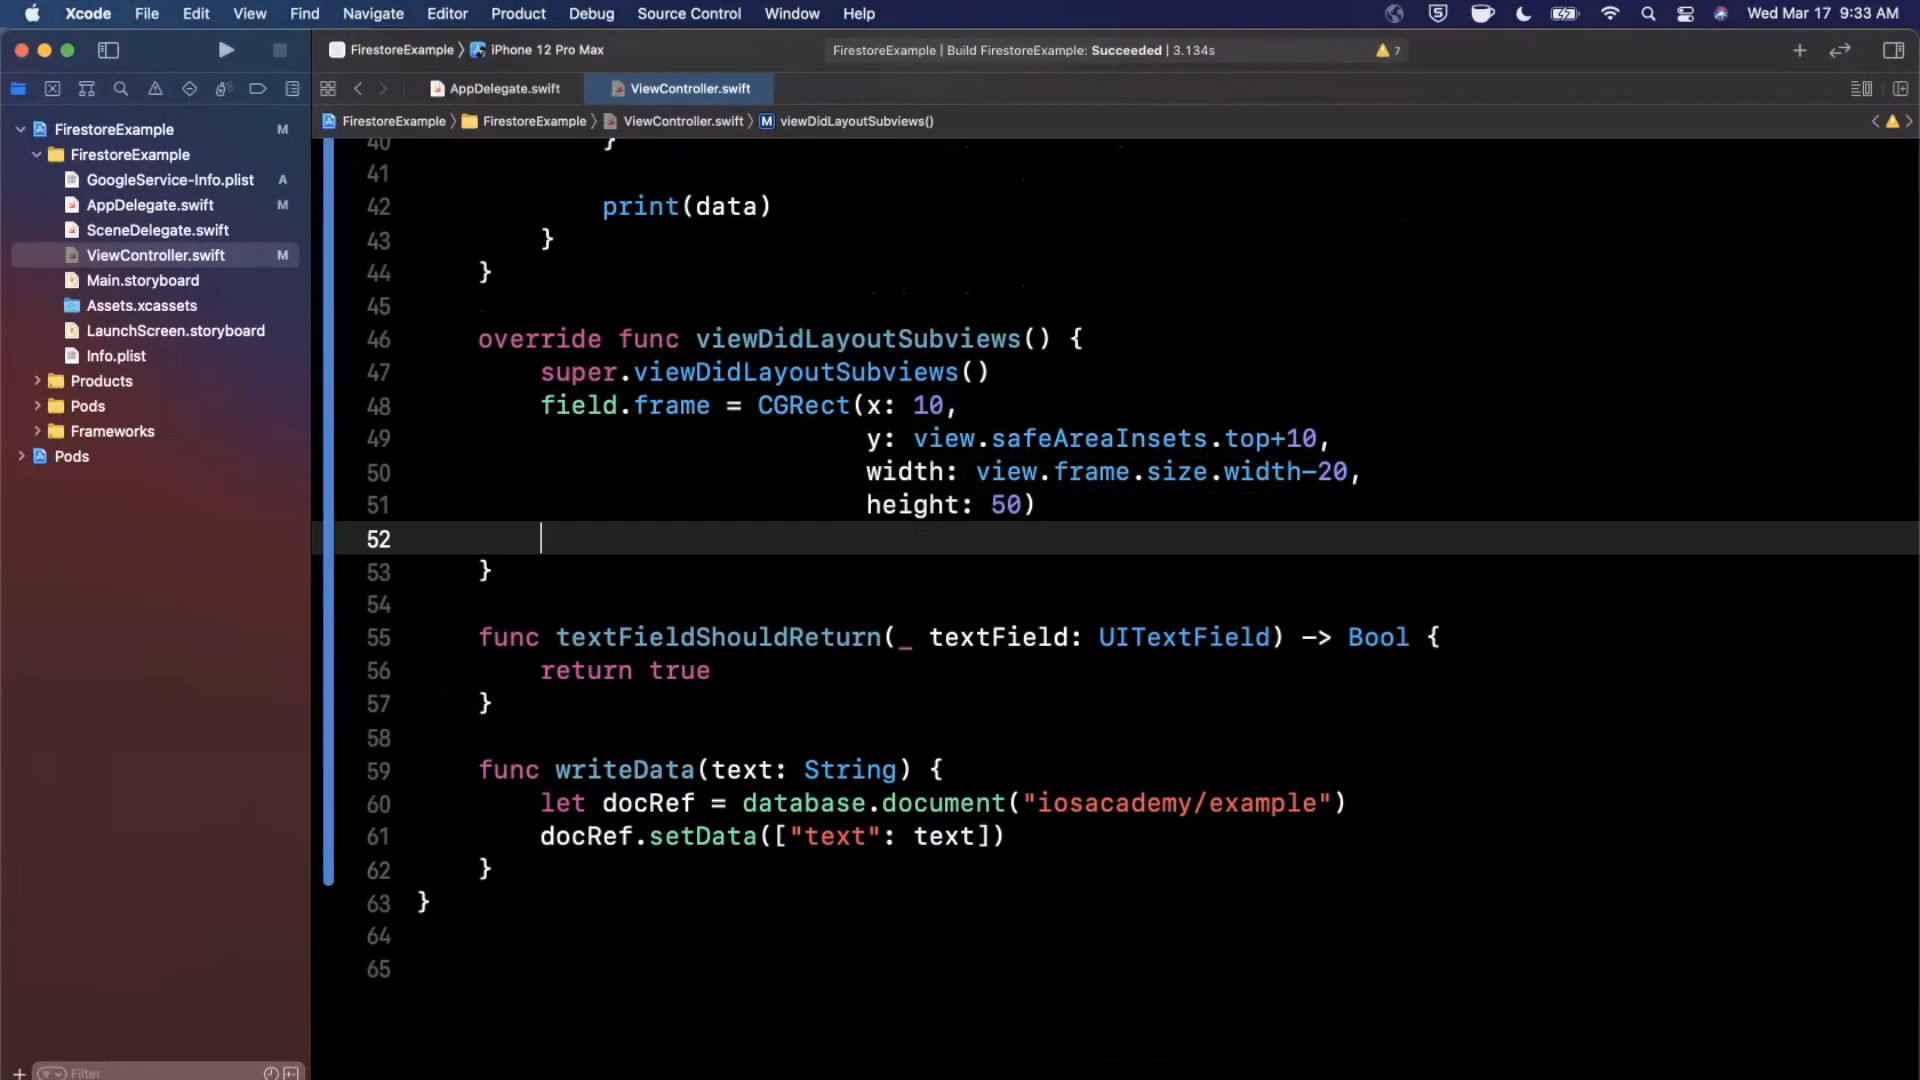 Xcode File Edit View Find Navigate Editor Product Debug Source Control Window Help Wed Mar 17 9:33 AM
FirestoreExample 〉 iPhone 12 Pro Max FirestoreExample | Build FirestoreExample: Succeeded | 3.134s 7
AppDelegate.swift ViewController.swift
FirestoreExample 〉 FirestoreExample 〉 ViewController.swift 〉 M viewDidLayoutSubviews()
FirestoreExample M
FirestoreExample
GoogleService-Info.plist A
AppDelegate.swift M
SceneDelegate.swift
ViewController.swift M
Main.storyboard
Assets.xcassets
LaunchScreen.storyboard
Info.plist
Products
Pods
Frameworks
Pods
Filter
40 }
41
42 print(data)
43 }
44 }
45
46 override func viewDidLayoutSubviews() {
47 super.viewDidLayoutSubviews()
48 field.frame = CGRect(x: 10,
49 y: view.safeAreaInsets.top+10,
50 width: view.frame.size.width-20,
51 height: 50)
52
53 }
54
55 func textFieldShouldReturn(_ textField: UITextField) -> Bool {
56 return true
57 }
58
59 func writeData(text: String) {
60 let docRef = database.document("iosacademy/example")
61 docRef.setData(["text": text])
62 }
63 }
64
65